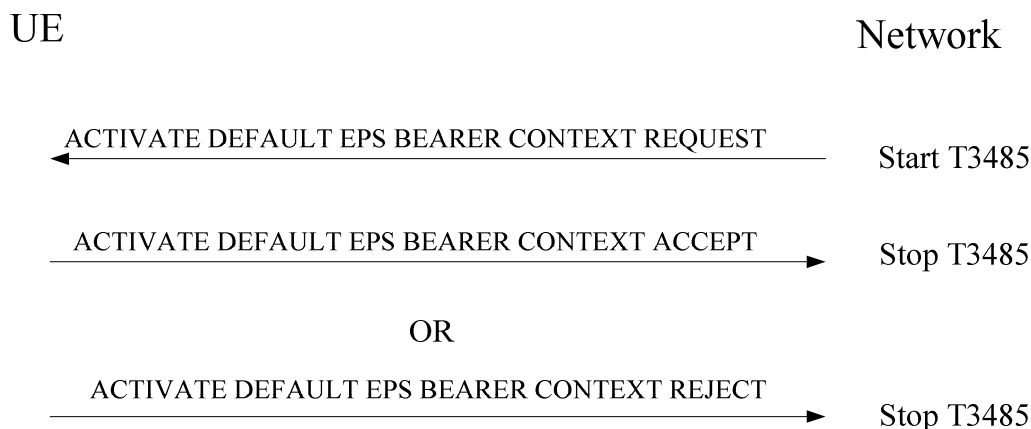 UE
Network
ACTIVATE DEFAULT EPS BEARER CONTEXT REQUEST
Start T3485
ACTIVATE DEFAULT EPS BEARER CONTEXT ACCEPT
Stop T3485
OR
ACTIVATE DEFAULT EPS BEARER CONTEXT REJECT
Stop T3485